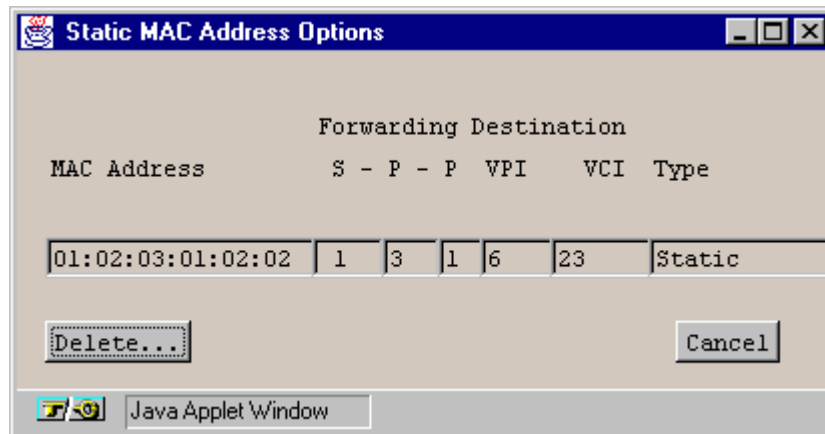 Static MAC Address Options
Forwarding Destination
MAC Address S - P - P VPI VCI Type
01:02:03:01:02:02 1 3 1 6 23 Static
Delete... Cancel
Java Applet Window